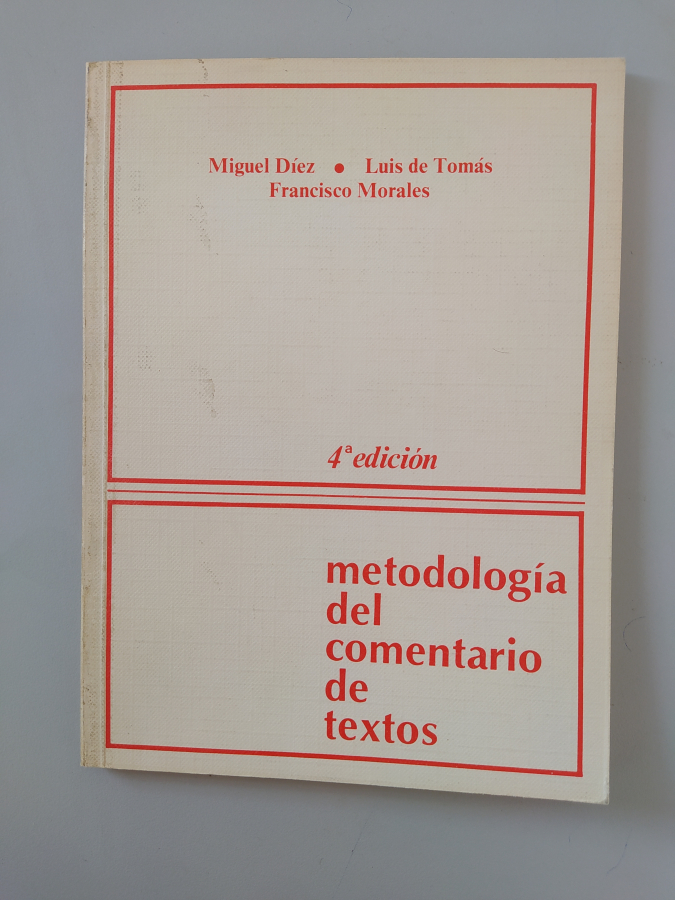 Miguel Díez ● Luis de Tomás
Francisco Morales
4ª edición
metodología
del
comentario
de
textos